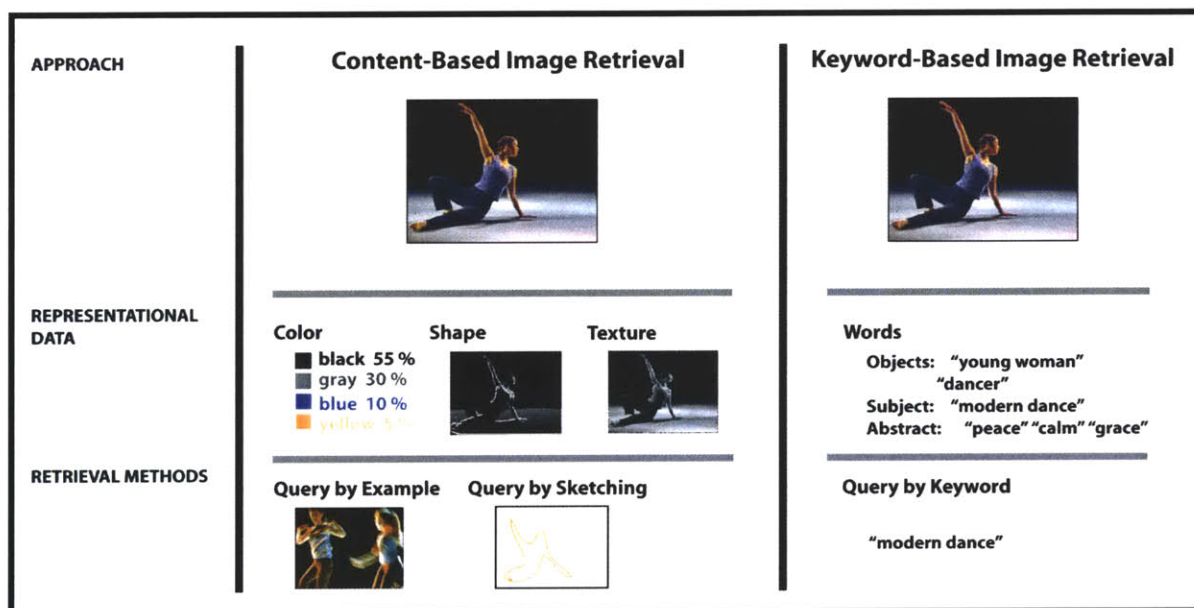 APPROACH
Content-Based Image Retrieval
Keyword-Based Image Retrieval
REPRESENTATIONAL
DATA
Color
black 55 %
gray 30 %
blue 10 %
yellow 5 %
Shape
Texture
Words
Objects: “young woman”
“dancer”
Subject: “modern dance”
Abstract: “peace” “calm” “grace”
RETRIEVAL METHODS
Query by Example
Query by Sketching
Query by Keyword
“modern dance”